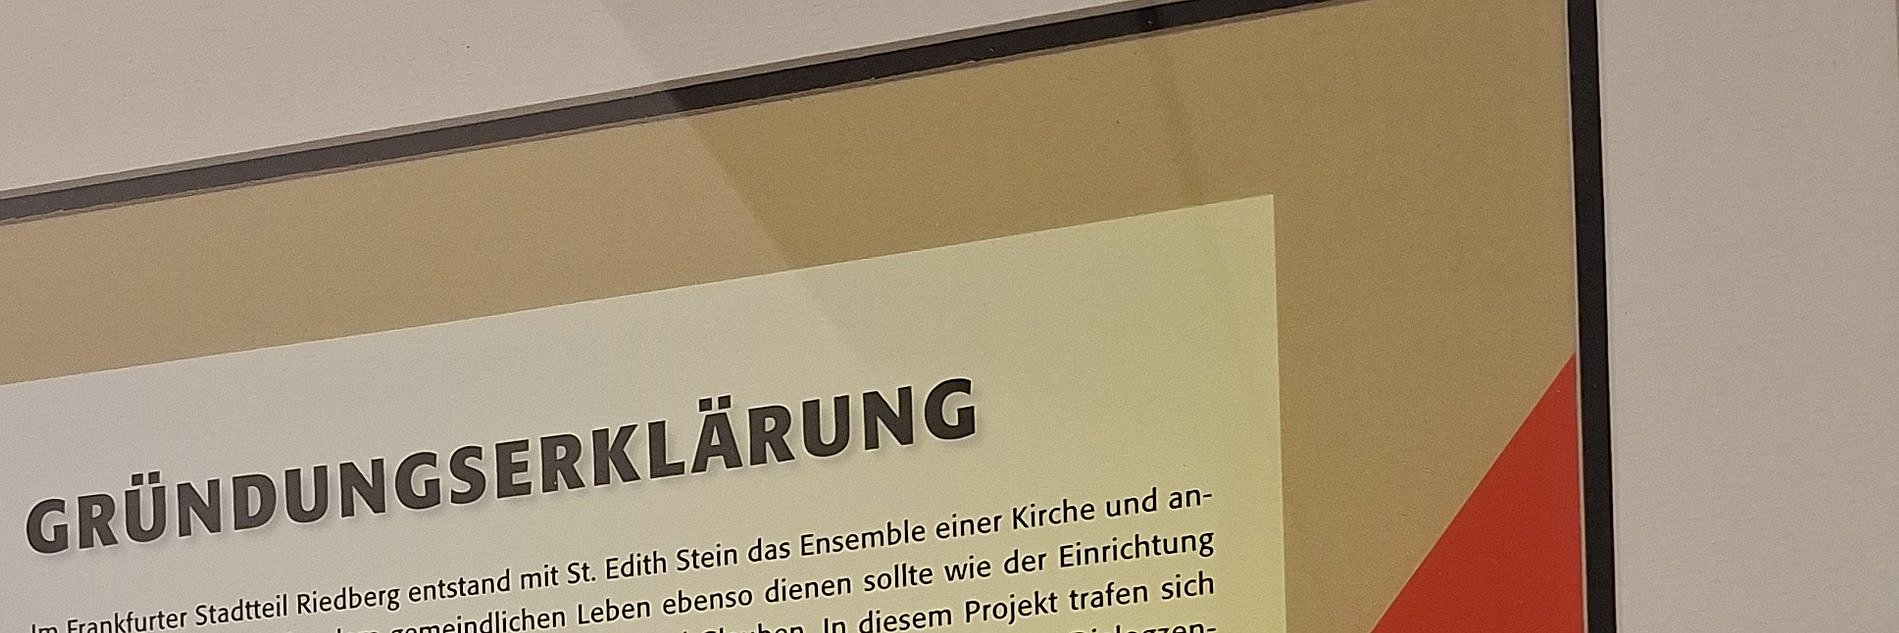 GRÜNDUNGSERKLÄRUNG
Im Frankfurter Stadtteil Riedberg entstand mit St. Edith Stein das Ensemble einer Kirche und an-
gemeindlichen Leben ebenso dienen sollte wie der Einrichtung
In diesem Projekt trafen sich